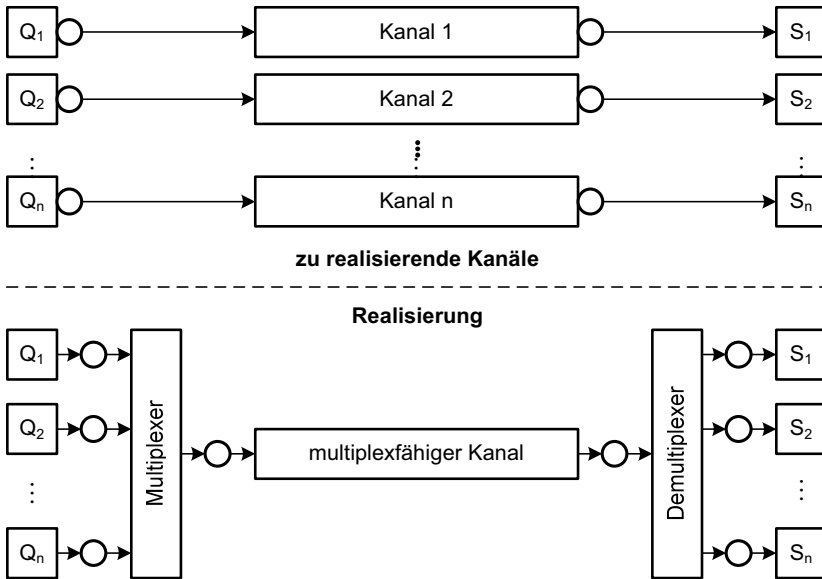 Q1 Kanal 1 S1
Q2 Kanal 2 S2
Qn Kanal n Sn
zu realisierende Kanäle
Realisierung
Q1 S1
Q2 S2
Multiplexer
multiplexfähiger Kanal
Demultiplexer
Qn Sn